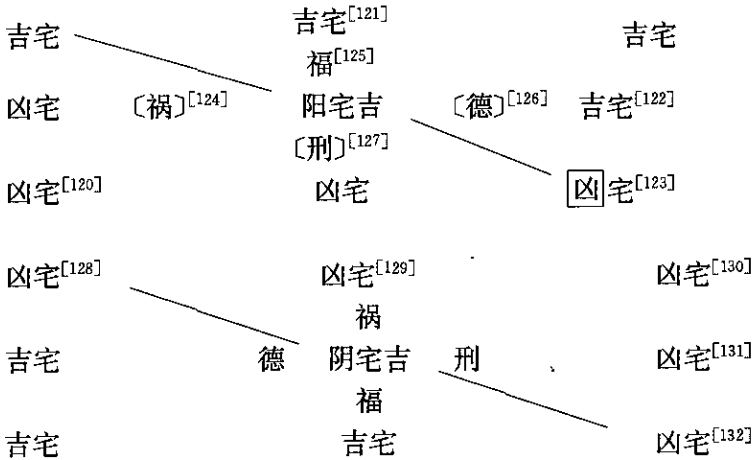 吉宅 吉宅[121] 吉宅
福[125]
凶宅 〔祸〕[124] 阳宅吉 〔德〕[126] 吉宅[122]
〔刑〕[127]
凶宅[120] 凶宅 凶宅[123]
凶宅[128] 凶宅[129] 凶宅[130]
祸
吉宅 德 阴宅吉 刑 凶宅[131]
福
吉宅 吉宅 凶宅[132]